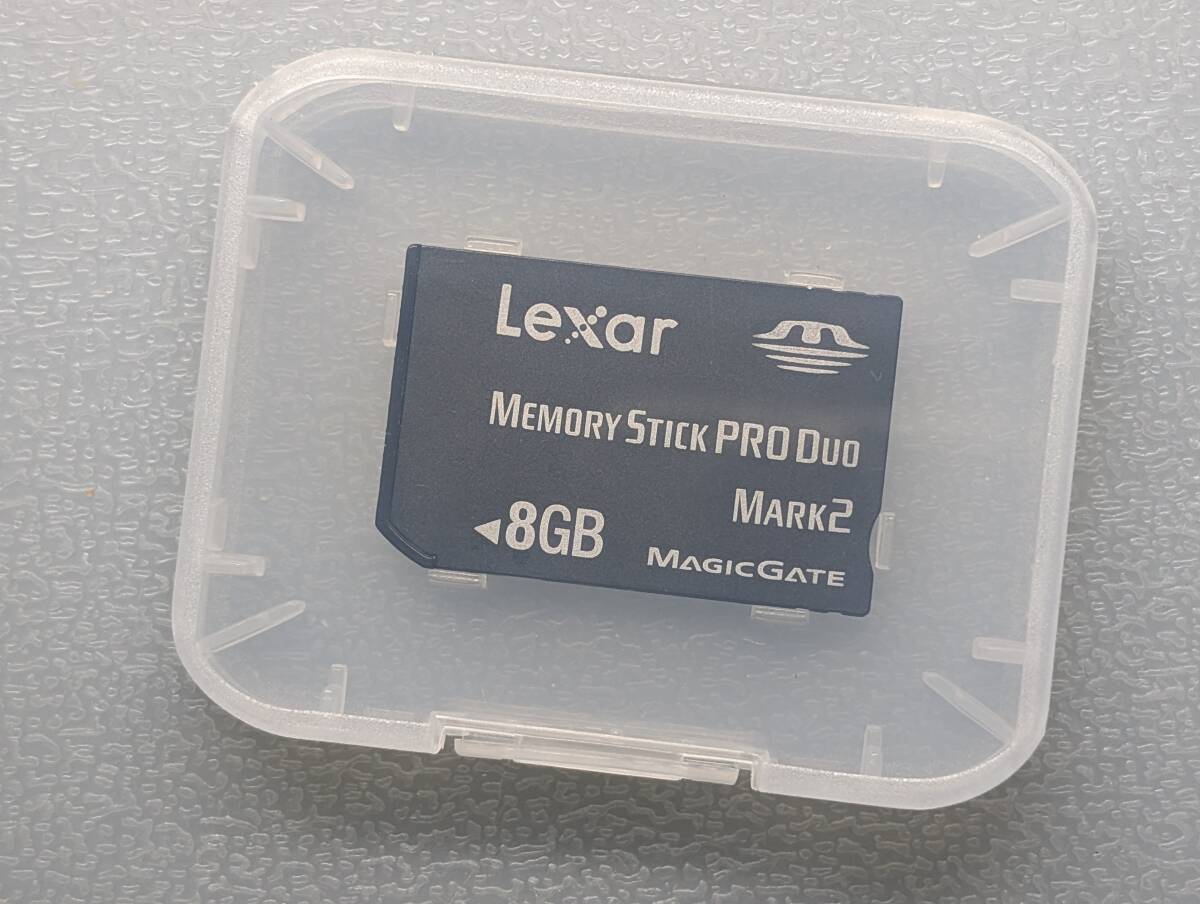 Lexar
MEMORY STICK PRO DUO
MARK2
◀8GB
MAGICGATE